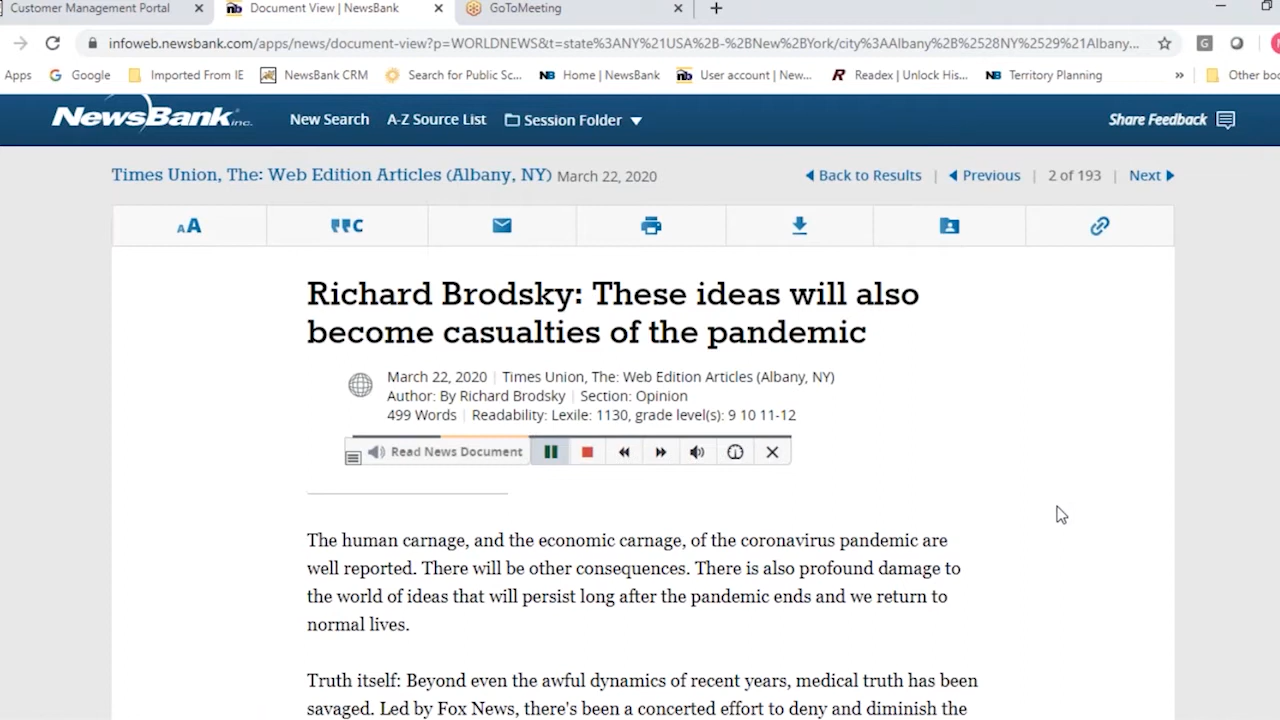 Customer Management Portal
Document View | NewsBank
GoToMeeting
infoweb.newsbank.com/apps/news/document-view?p=WORLDNEWS&t=state%3ANY%21USA%2B-%2BNew%2BYork/city%3AAlbany%2B%2528NY%2529%21Albany...
Apps
Google
Imported From IE
NewsBank CRM
Search for Public Sc...
Home | NewsBank
User account | New...
Readex | Unlock His...
Territory Planning
»
Other boo
NewsBank inc.
New Search
A-Z Source List
Session Folder
Share Feedback
Times Union, The: Web Edition Articles (Albany, NY) March 22, 2020
Back to Results | Previous | 2 of 193 | Next
AA
C
Richard Brodsky: These ideas will also
become casualties of the pandemic
March 22, 2020 | Times Union, The: Web Edition Articles (Albany, NY)
Author: By Richard Brodsky | Section: Opinion
499 Words | Readability: Lexile: 1130, grade level(s): 9 10 11-12
Read News Document
The human carnage, and the economic carnage, of the coronavirus pandemic are
well reported. There will be other consequences. There is also profound damage to
the world of ideas that will persist long after the pandemic ends and we return to
normal lives.
Truth itself: Beyond even the awful dynamics of recent years, medical truth has been
savaged. Led by Fox News, there's been a concerted effort to deny and diminish the